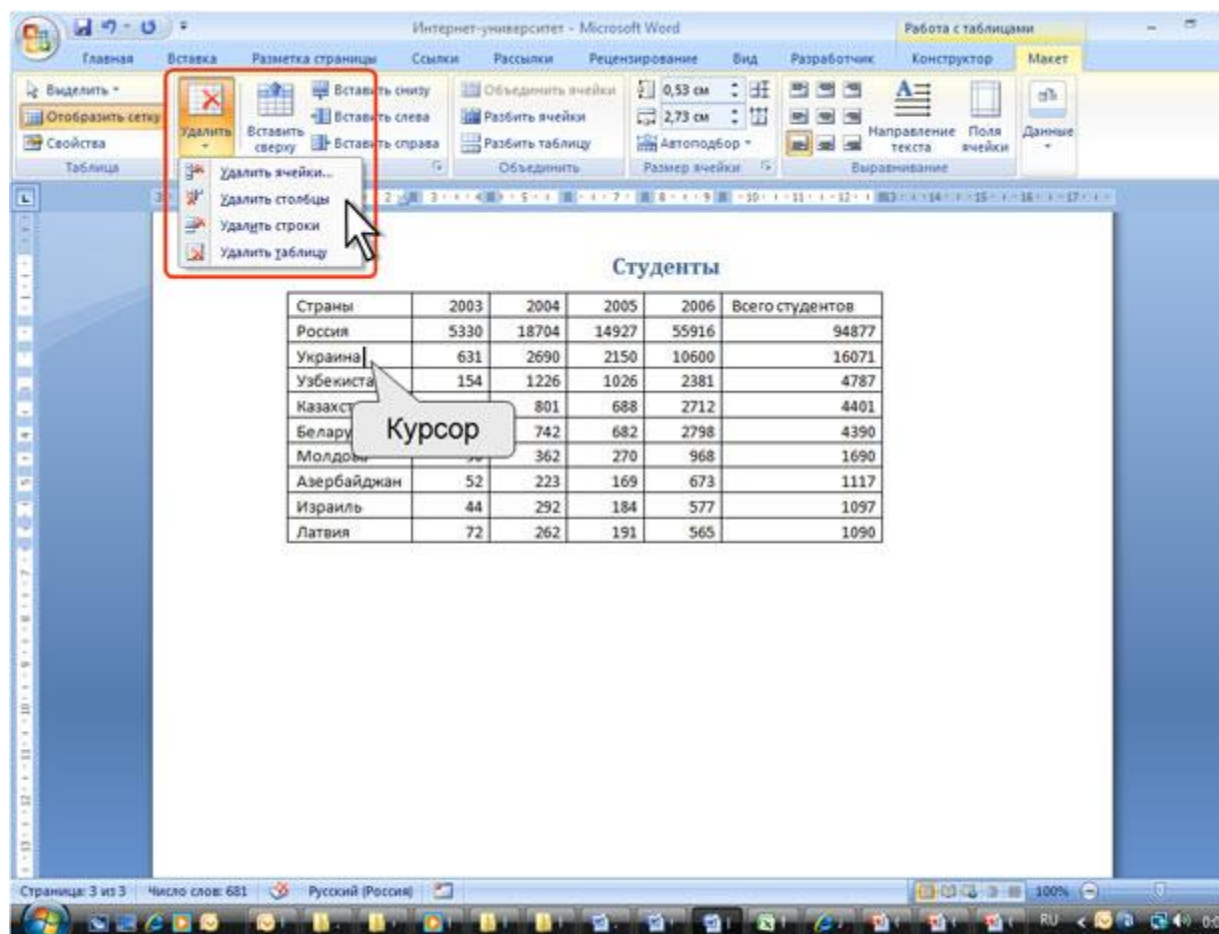 Интернет-университет - Microsoft Word Работа с таблицами
Главная Вставка Разметка страницы Ссылки Рассылки Рецензирование Вид Разработчик Конструктор Макет
Выделить
Отобразить сетку
Свойства
Таблица
Удалить
Вставить сверху
Вставить снизу
Вставить слева
Вставить справа
Объединить ячейки
Разбить ячейки
Разбить таблицу
Объединить
0,53 см
2,73 см
Автоподбор
Размер ячейки
Направление текста
Поля ячейки
Выравнивание
Данные
Удалить ячейки...
Удалить столбцы
Удалить строки
Удалить таблицу
Студенты
Страны 2003 2004 2005 2006 Всего студентов
Россия 5330 18704 14927 55916 94877
Украина 631 2690 2150 10600 16071
Узбекиста 154 1226 1026 2381 4787
Казахст 801 688 2712 4401
Белару 742 682 2798 4390
Молдова 362 270 968 1690
Азербайджан 52 223 169 673 1117
Израиль 44 292 184 577 1097
Латвия 72 262 191 565 1090
Курсор
Страница: 3 из 3 Число слов: 681 Русский (Россия) 100%
RU